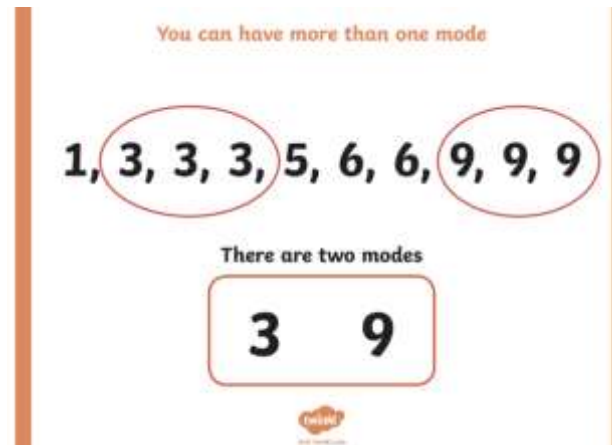 You can have more than one mode
1, 3, 3, 3, 5, 6, 6, 9, 9, 9
There are two modes
3 9
twinkl